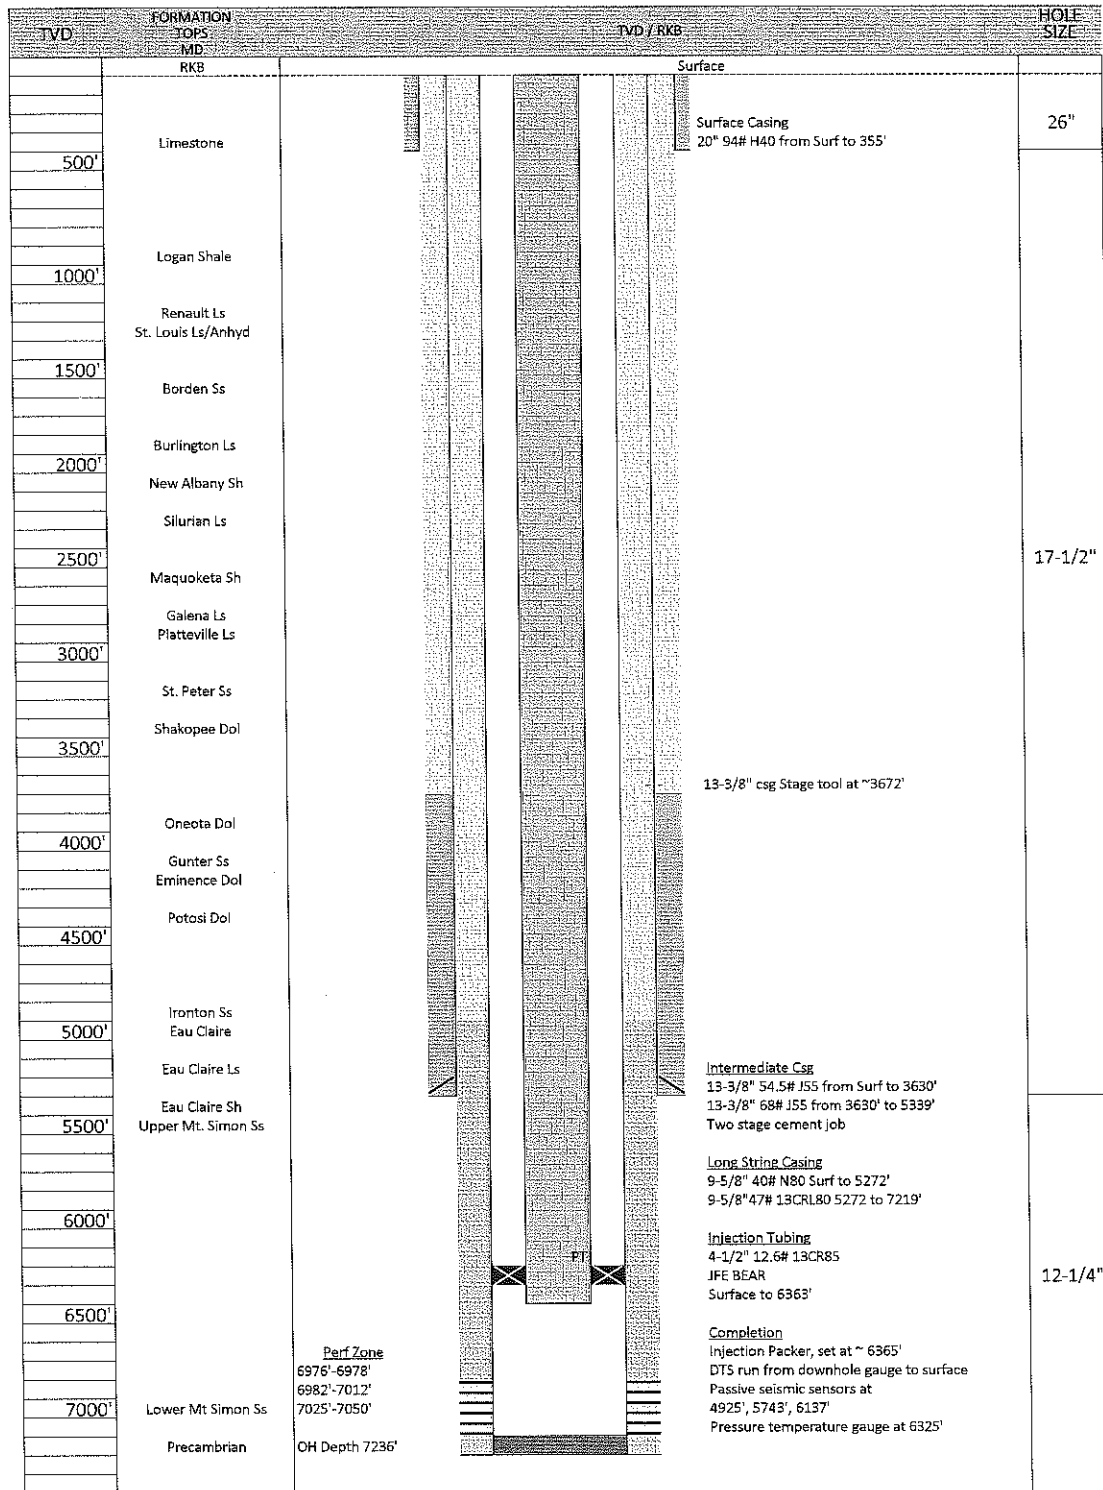 TVD
FORMATION
TOPS
MD
TVD / RKB
HOLE
SIZE
RKB
Surface
Limestone
Surface Casing
20" 94# H40 from Surf to 355'
26"
500'
Logan Shale
1000'
Renault Ls
St. Louis Ls/Anhyd
1500'
Borden Ss
Burlington Ls
2000'
New Albany Sh
Silurian Ls
2500'
17-1/2"
Maquoketa Sh
Galena Ls
Platteville Ls
3000'
St. Peter Ss
Shakopee Dol
3500'
13-3/8" csg Stage tool at ~3672'
Oneota Dol
4000'
Gunter Ss
Eminence Dol
Potosi Dol
4500'
Ironton Ss
5000'
Eau Claire
Eau Claire Ls
Intermediate Csg
13-3/8" 54.5# J55 from Surf to 3630'
13-3/8" 68# J55 from 3630' to 5339'
Two stage cement job
Eau Claire Sh
5500'
Upper Mt. Simon Ss
Long String Casing
9-5/8" 40# N80 Surf to 5272'
9-5/8"47# 13CRL80 5272 to 7219'
6000'
Injection Tubing
4-1/2" 12.6# 13CR85
JFE BEAR
Surface to 6363'
PT
12-1/4"
6500'
Completion
Injection Packer, set at ~ 6365'
DTS run from downhole gauge to surface
Passive seismic sensors at
4925', 5743', 6137'
Pressure temperature gauge at 6325'
Perf Zone
6976'-6978'
6982'-7012'
7025'-7050'
7000'
Lower Mt Simon Ss
Precambrian
OH Depth 7236'